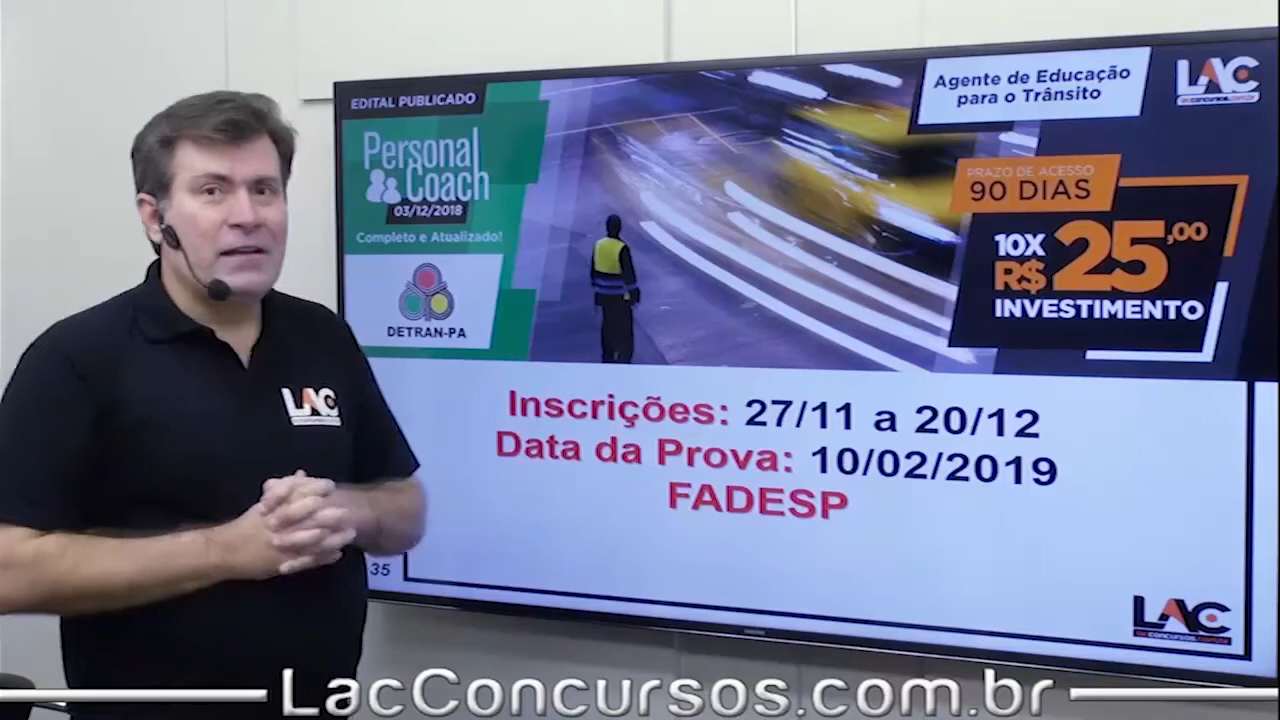 EDITAL PUBLICADO
Personal
Coach
03/12/2018
Completo e Atualizado!
DETRAN-PA
Agente de Educação
para o Trânsito
LAC
PRAZO DE ACESSO
90 DIAS
10X
R$ 25,00
INVESTIMENTO
Inscrições: 27/11 a 20/12
Data da Prova: 10/02/2019
FADESP
35
LAC
LAC
LacConcursos.com.br